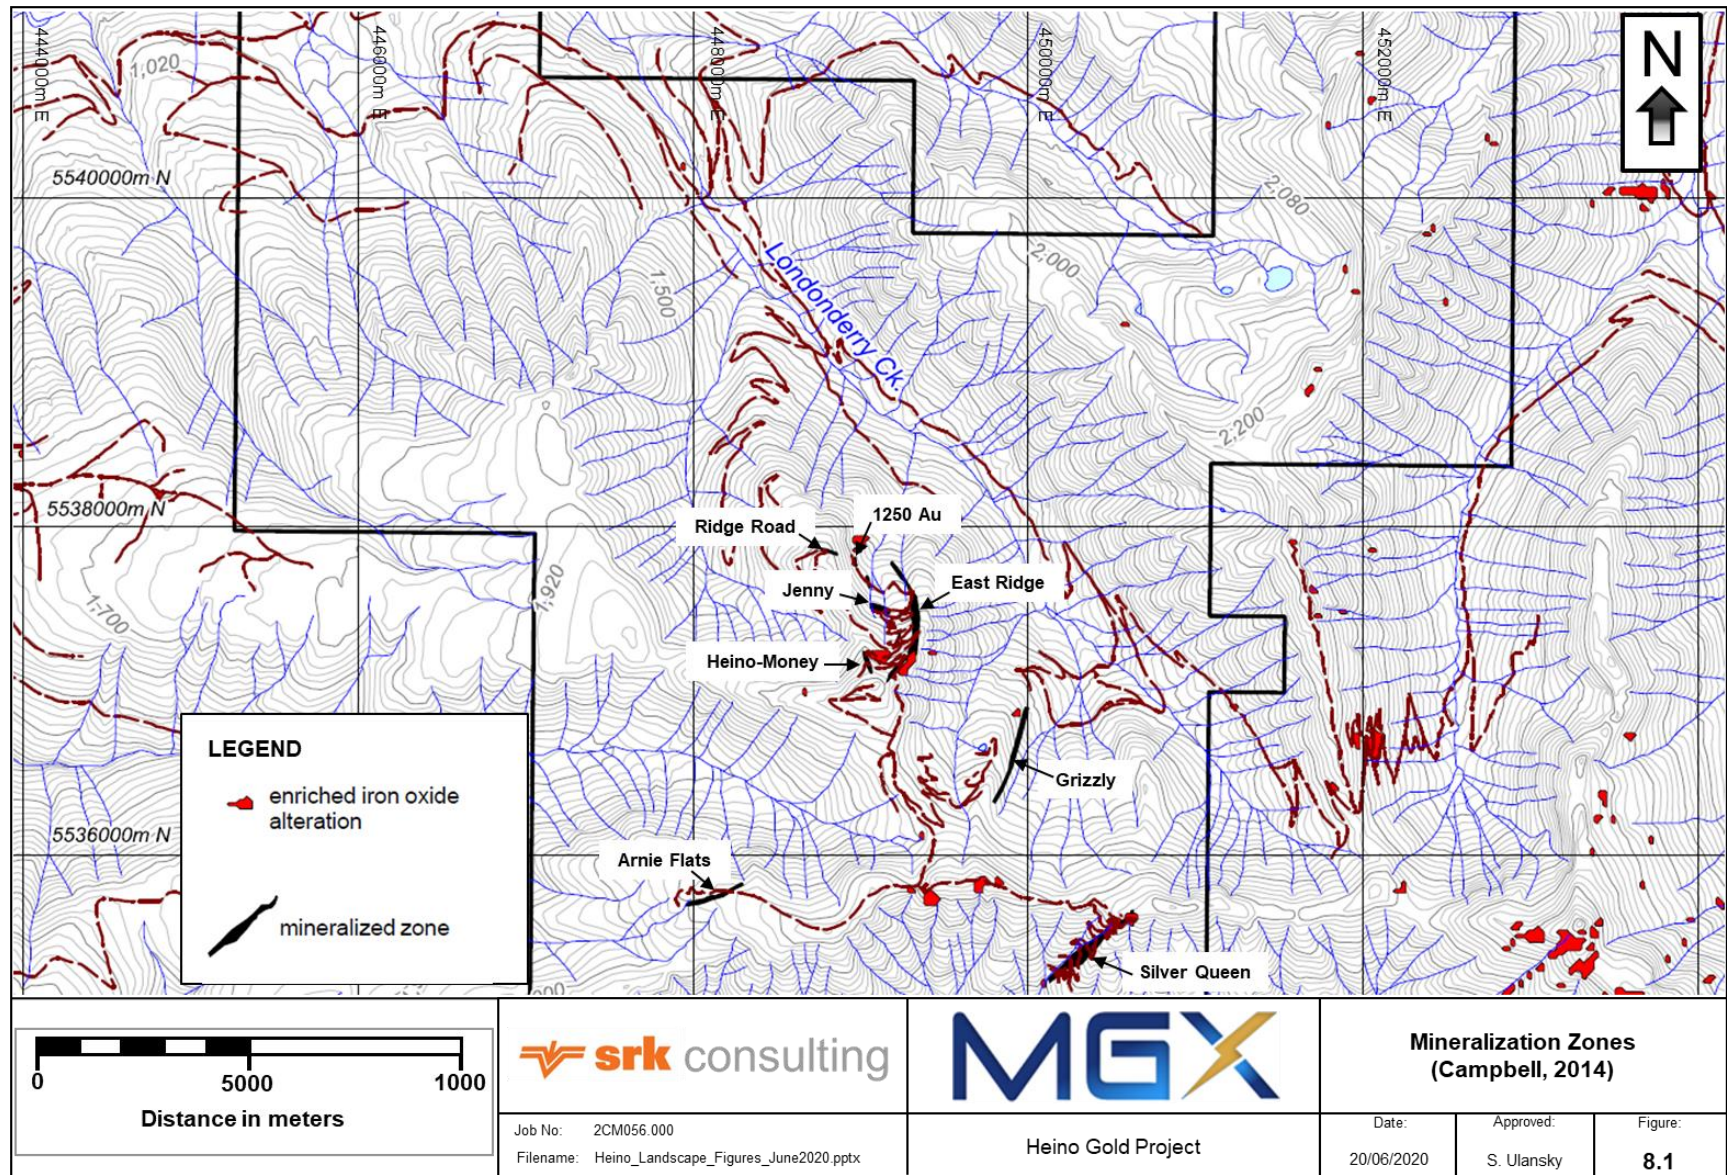 444000m E
446000m E
448000m E
450000m E
452000m E
N
1,020
5540000m N
2,080
2,000
1,500
Londonderry Ck.
2,200
5538000m N
1250 Au
Ridge Road
East Ridge
Jenny
1,920
1,700
Heino-Money
LEGEND
enriched iron oxide
alteration
mineralized zone
Grizzly
5536000m N
Arnie Flats
Silver Queen
0
5000
1000
Distance in meters
srk consulting
MGX
Mineralization Zones
(Campbell, 2014)
Job No: 2CM056.000
Filename: Heino_Landscape_Figures_June2020.pptx
Heino Gold Project
Date:
20/06/2020
Approved:
S. Ulansky
Figure:
8.1